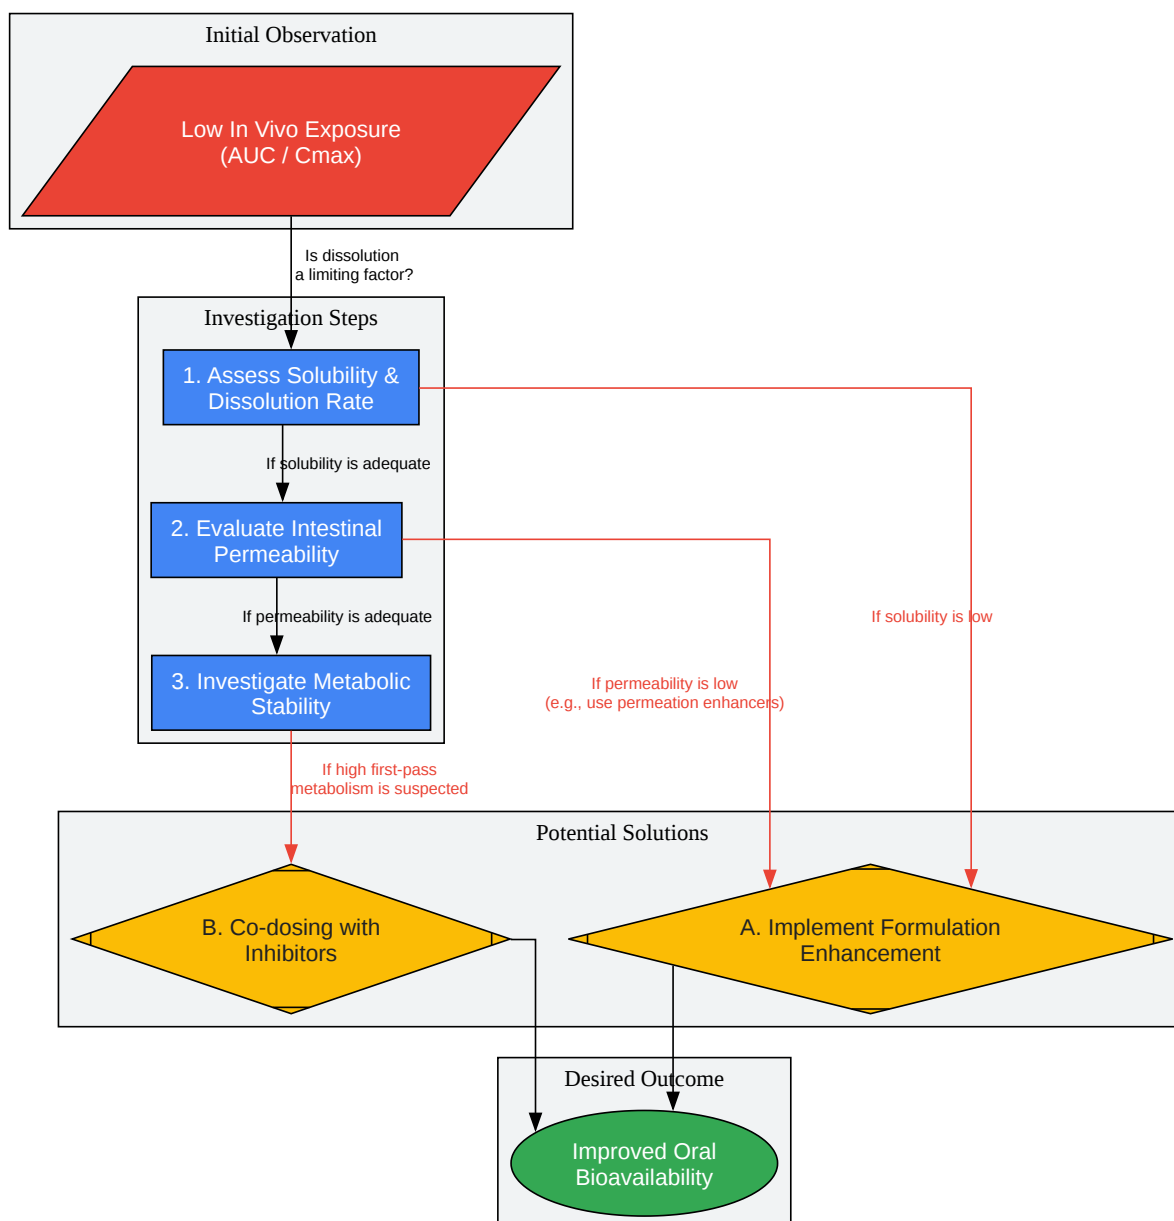 Initial Observation
Low In Vivo Exposure
(AUC / Cmax)
Is dissolution
a limiting factor?
Investigation Steps
1. Assess Solubility &
Dissolution Rate
If solubility is adequate
2. Evaluate Intestinal
Permeability
If permeability is adequate
If solubility is low
3. Investigate Metabolic
Stability
If permeability is low
(e.g., use permeation enhancers)
If high first-pass
metabolism is suspected
Potential Solutions
B. Co-dosing with
Inhibitors
A. Implement Formulation
Enhancement
Desired Outcome
Improved Oral
Bioavailability